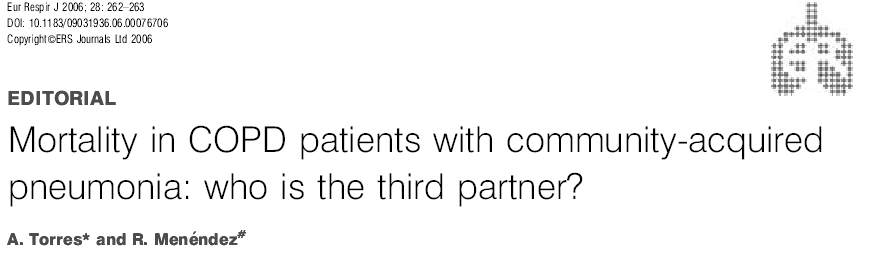 Eur Respir J 2006; 28: 262–263
DOI: 10.1183/09031936.06.00076706
Copyright©ERS Journals Ltd 2006
ERS
EDITORIAL
Mortality in COPD patients with community-acquired
pneumonia: who is the third partner?
A. Torres* and R. Menéndez#